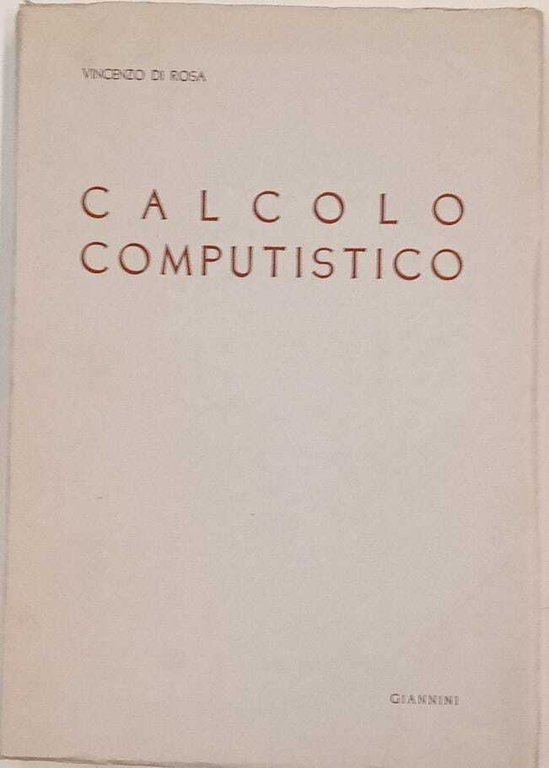 VINCENZO DI ROSA
CALCOLO
COMPUTISTICO
GIANNINI